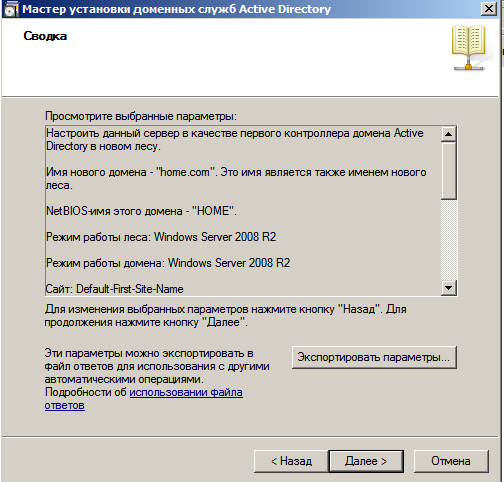 Мастер установки доменных служб Active Directory
Сводка
Просмотрите выбранные параметры:
Настроить данный сервер в качестве первого контроллера домена Active
Directory в новом лесу.
Имя нового домена - "home.com". Это имя является также именем нового
леса.
NetBIOS-имя этого домена - "HOME".
Режим работы леса: Windows Server 2008 R2
Режим работы домена: Windows Server 2008 R2
Сайт: Default-First-Site-Name
Для изменения выбранных параметров нажмите кнопку "Назад". Для
продолжения нажмите кнопку "Далее".
Эти параметры можно экспортировать в
файл ответов для использования с другими
автоматическими операциями.
Подробности об использовании файла
ответов
Экспортировать параметры...
< Назад
Далее >
Отмена